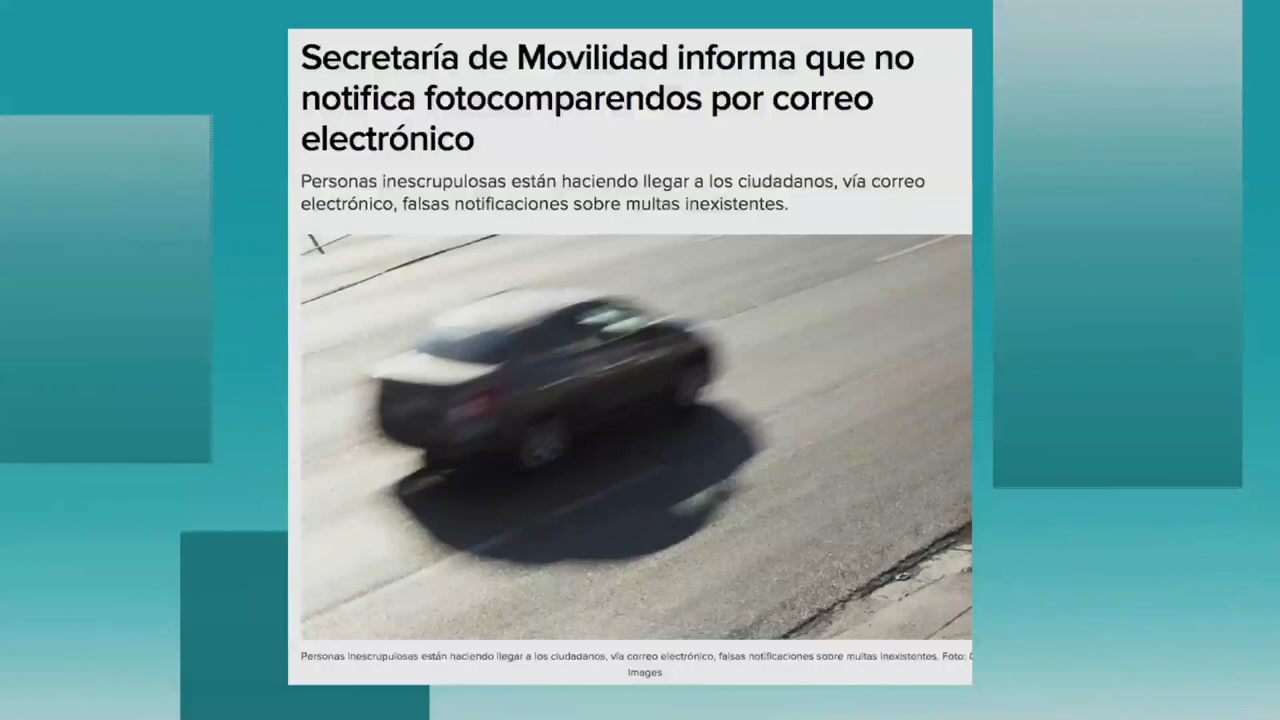 Secretaría de Movilidad informa que no
notifica fotocomparendos por correo
electrónico
Personas inescrupulosas están haciendo llegar a los ciudadanos, vía correo
electrónico, falsas notificaciones sobre multas inexistentes.
Personas inescrupulosas están haciendo llegar a los ciudadanos, vía correo electrónico, falsas notificaciones sobre multas inexistentes. Foto:
Images